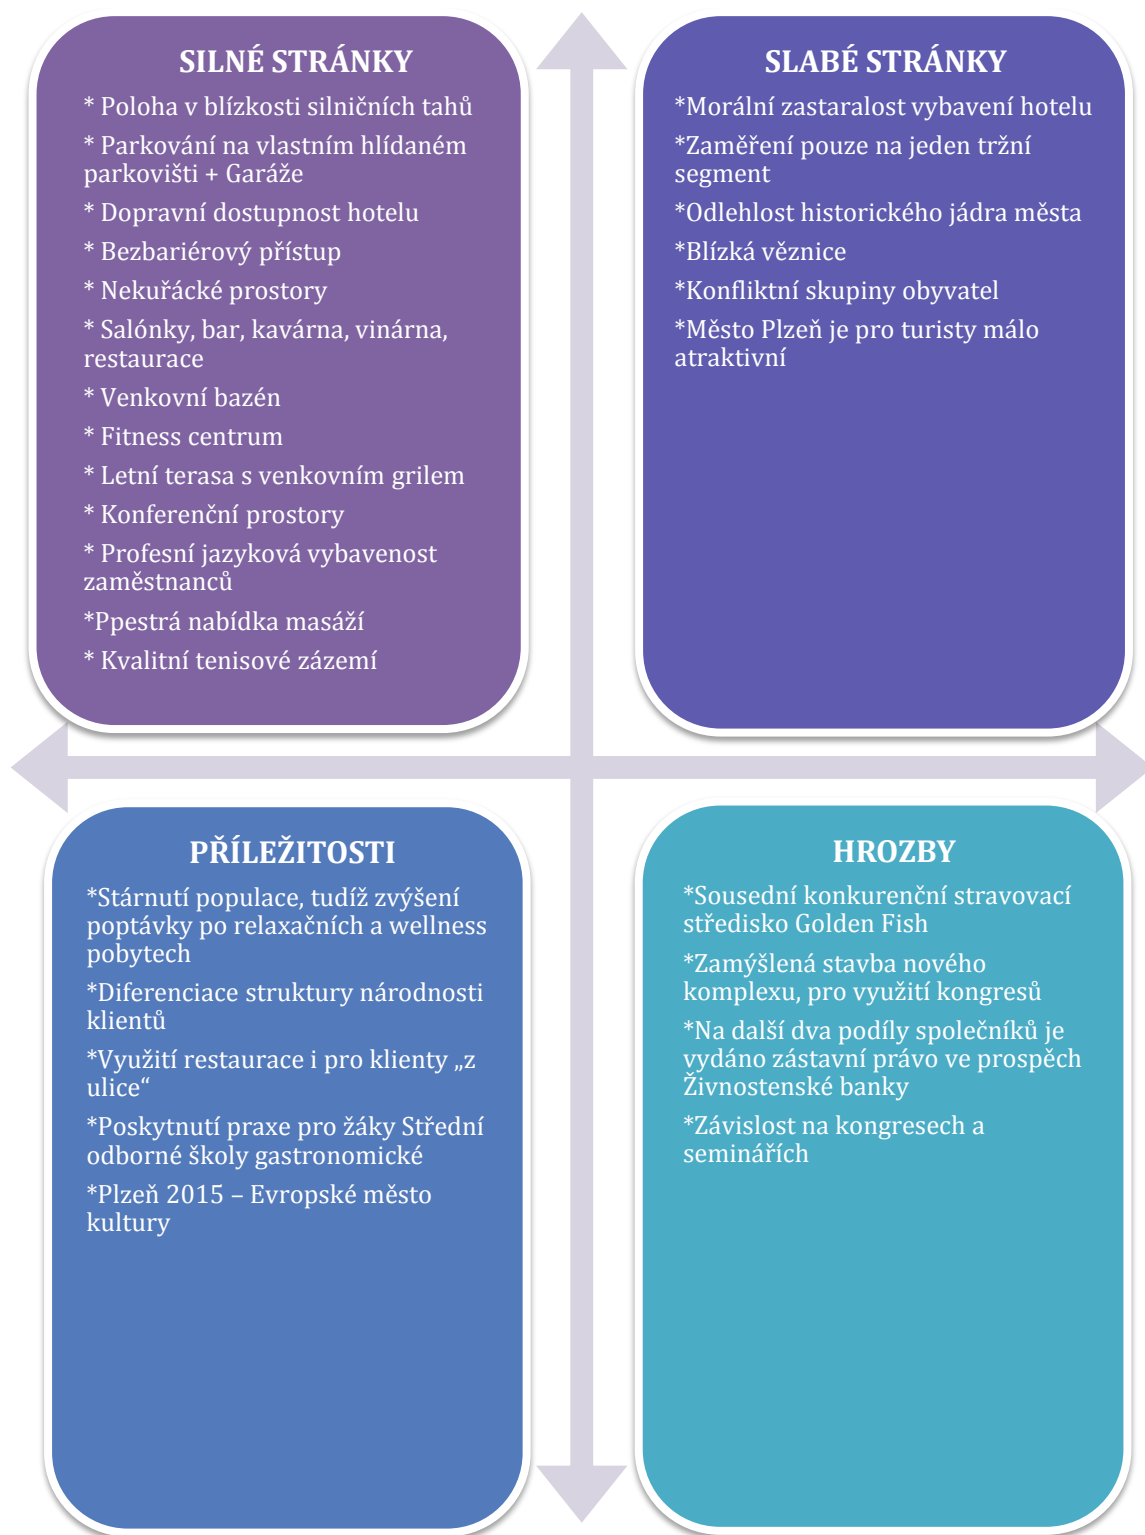 SILNÉ STRÁNKY
* Poloha v blízkosti silničních tahů
* Parkování na vlastním hlídaném
parkovišti + Garáže
* Dopravní dostupnost hotelu
* Bezbariérový přístup
* Nekuřácké prostory
* Salónky, bar, kavárna, vinárna,
restaurace
* Venkovní bazén
* Fitness centrum
* Letní terasa s venkovním grilem
* Konferenční prostory
* Profesní jazyková vybavenost
zaměstnanců
*Ppestrá nabídka masáží
* Kvalitní tenisové zázemí
SLABÉ STRÁNKY
*Morální zastaralost vybavení hotelu
*Zaměření pouze na jeden tržní
segment
*Odlehlost historického jádra města
*Blízká věznice
*Konfliktní skupiny obyvatel
*Město Plzeň je pro turisty málo
atraktivní
PŘÍLEŽITOSTI
*Stárnutí populace, tudíž zvýšení
poptávky po relaxačních a wellness
pobytech
*Diferenciace struktury národnosti
klientů
*Využití restaurace i pro klienty „z
ulice“
*Poskytnutí praxe pro žáky Střední
odborné školy gastronomické
*Plzeň 2015 – Evropské město
kultury
HROZBY
*Sousední konkurenční stravovací
středisko Golden Fish
*Zamýšlená stavba nového
komplexu, pro využití kongresů
*Na další dva podíly společníků je
vydáno zástavní právo ve prospěch
Živnostenské banky
*Závislost na kongresech a
seminářích